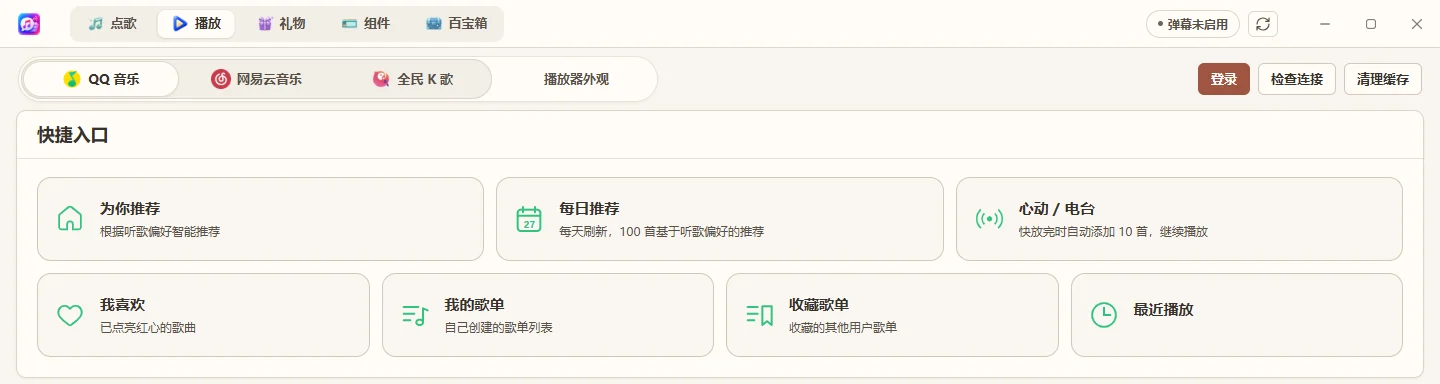 点歌 播放 礼物 组件 百宝箱 弹幕未启用
QQ 音乐 网易云音乐 全民 K 歌 播放器外观 登录 检查连接 清理缓存
快捷入口
为你推荐
根据听歌偏好智能推荐
27
每日推荐
每天刷新，100 首基于听歌偏好的推荐
心动 / 电台
快放完时自动添加 10 首，继续播放
我喜欢
已点亮红心的歌曲
我的歌单
自己创建的歌单列表
收藏歌单
收藏的其他用户歌单
最近播放